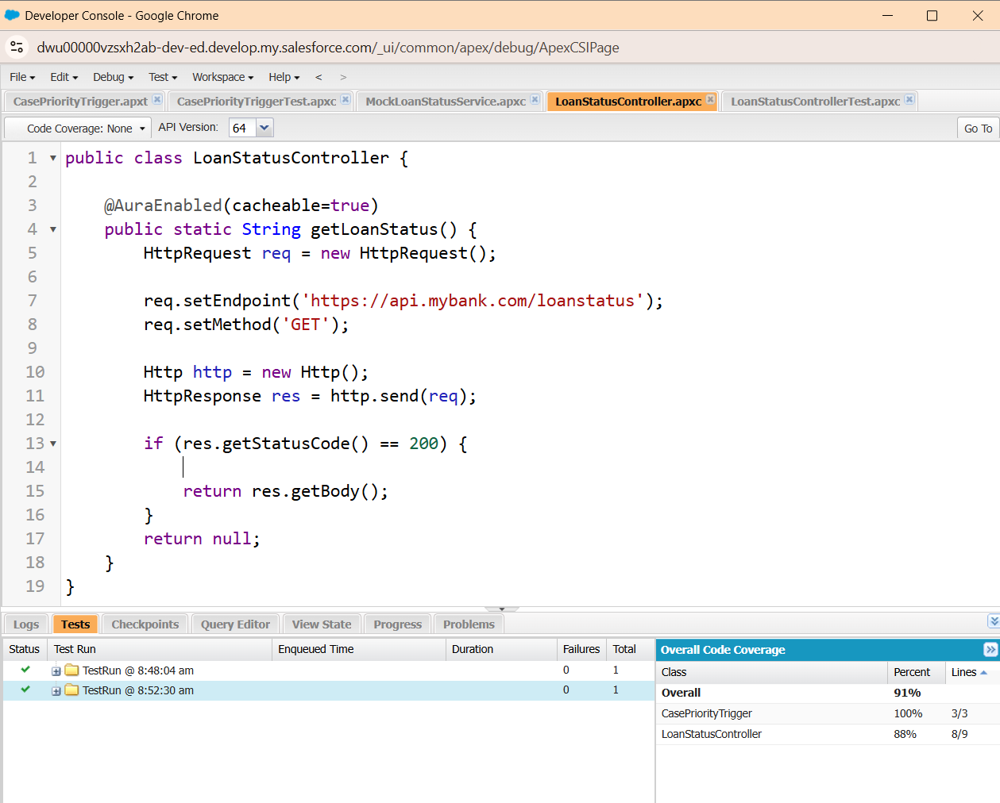 Developer Console - Google Chrome
dwu00000vzsxh2ab-dev-ed.develop.my.salesforce.com/_ui/common/apex/debug/ApexCSIPage
File Edit Debug Test Workspace Help < >
CasePriorityTrigger.apxt CasePriorityTriggerTest.apxc MockLoanStatusService.apxc LoanStatusController.apxc LoanStatusControllerTest.apxc
Code Coverage: None API Version: 64 Go To
1 public class LoanStatusController {
2
3 @AuraEnabled(cacheable=true)
4 public static String getLoanStatus() {
5 HttpRequest req = new HttpRequest();
6
7 req.setEndpoint('https://api.mybank.com/loanstatus');
8 req.setMethod('GET');
9
10 Http http = new Http();
11 HttpResponse res = http.send(req);
12
13 if (res.getStatusCode() == 200) {
14
15 return res.getBody();
16 }
17 return null;
18 }
19 }
Logs Tests Checkpoints Query Editor View State Progress Problems
Status Test Run Enqueued Time Duration Failures Total
TestRun @ 8:48:04 am 0 1
TestRun @ 8:52:30 am 0 1
Overall Code Coverage
Class Percent Lines
Overall 91%
CasePriorityTrigger 100% 3/3
LoanStatusController 88% 8/9